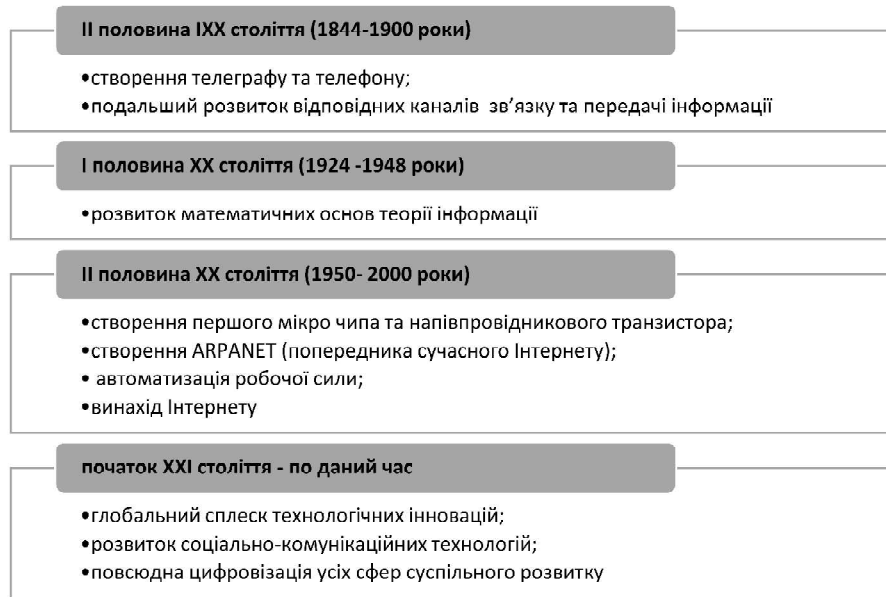 ІІ половина ІХХ століття (1844-1900 роки)
•створення телеграфу та телефону;
•подальший розвиток відповідних каналів зв’язку та передачі інформації
І половина ХХ століття (1924 -1948 роки)
•розвиток математичних основ теорії інформації
ІІ половина ХХ століття (1950- 2000 роки)
•створення першого мікро чипа та напівпровідникового транзистора;
•створення ARPANET (попередника сучасного Інтернету);
• автоматизація робочої сили;
•винахід Інтернету
початок ХХІ століття - по даний час
•глобальний сплеск технологічних інновацій;
•розвиток соціально-комунікаційних технологій;
•повсюдна цифровізація усіх сфер суспільного розвитку